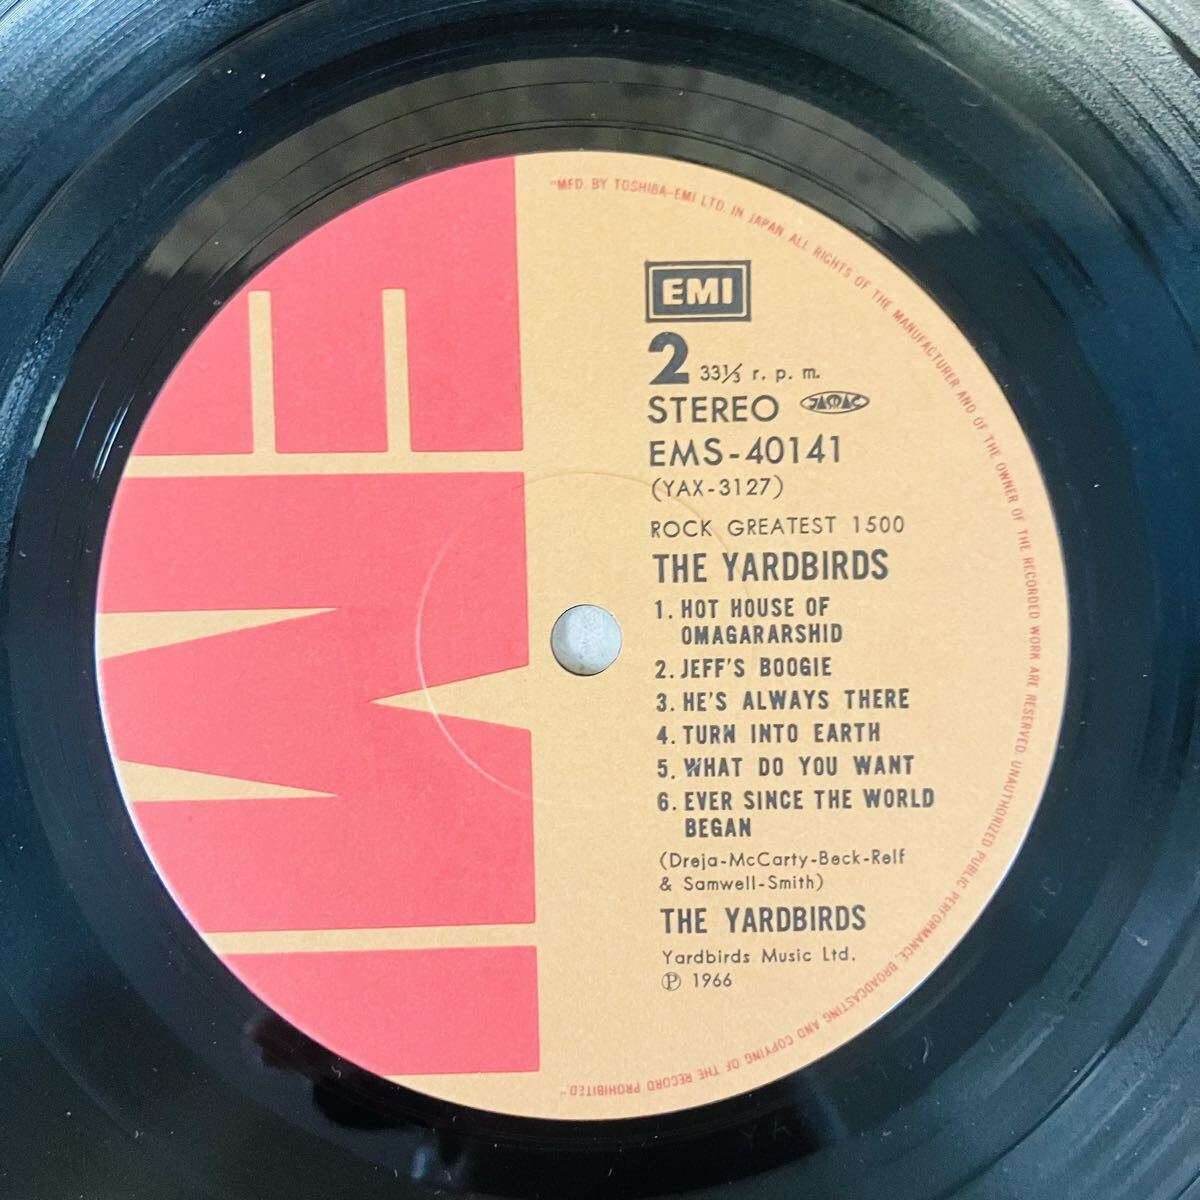 EMI
"MFD. BY TOSHIBA-EMI LTD. IN JAPAN ALL RIGHTS OF THE MANUFACTURER AND OF THE OWNER OF THE RECORDED WORK ARE RESERVED. UNAUTHORIZED PUBLIC PERFORMANCE, BROADCASTING AND COPYING OF THE RECORD PROHIBITED."
EMI
2 33⅓ r. p. m.
STEREO JASRAC
EMS-40141
(YAX-3127)
ROCK GREATEST 1500
THE YARDBIRDS
1. HOT HOUSE OF
OMAGARARSHID
2. JEFF'S BOOGIE
3. HE'S ALWAYS THERE
4. TURN INTO EARTH
5. WHAT DO YOU WANT
6. EVER SINCE THE WORLD
BEGAN
(Dreja-McCarty-Beck-Relf
& Samwell-Smith)
THE YARDBIRDS
Yardbirds Music Ltd.
Ⓟ 1966